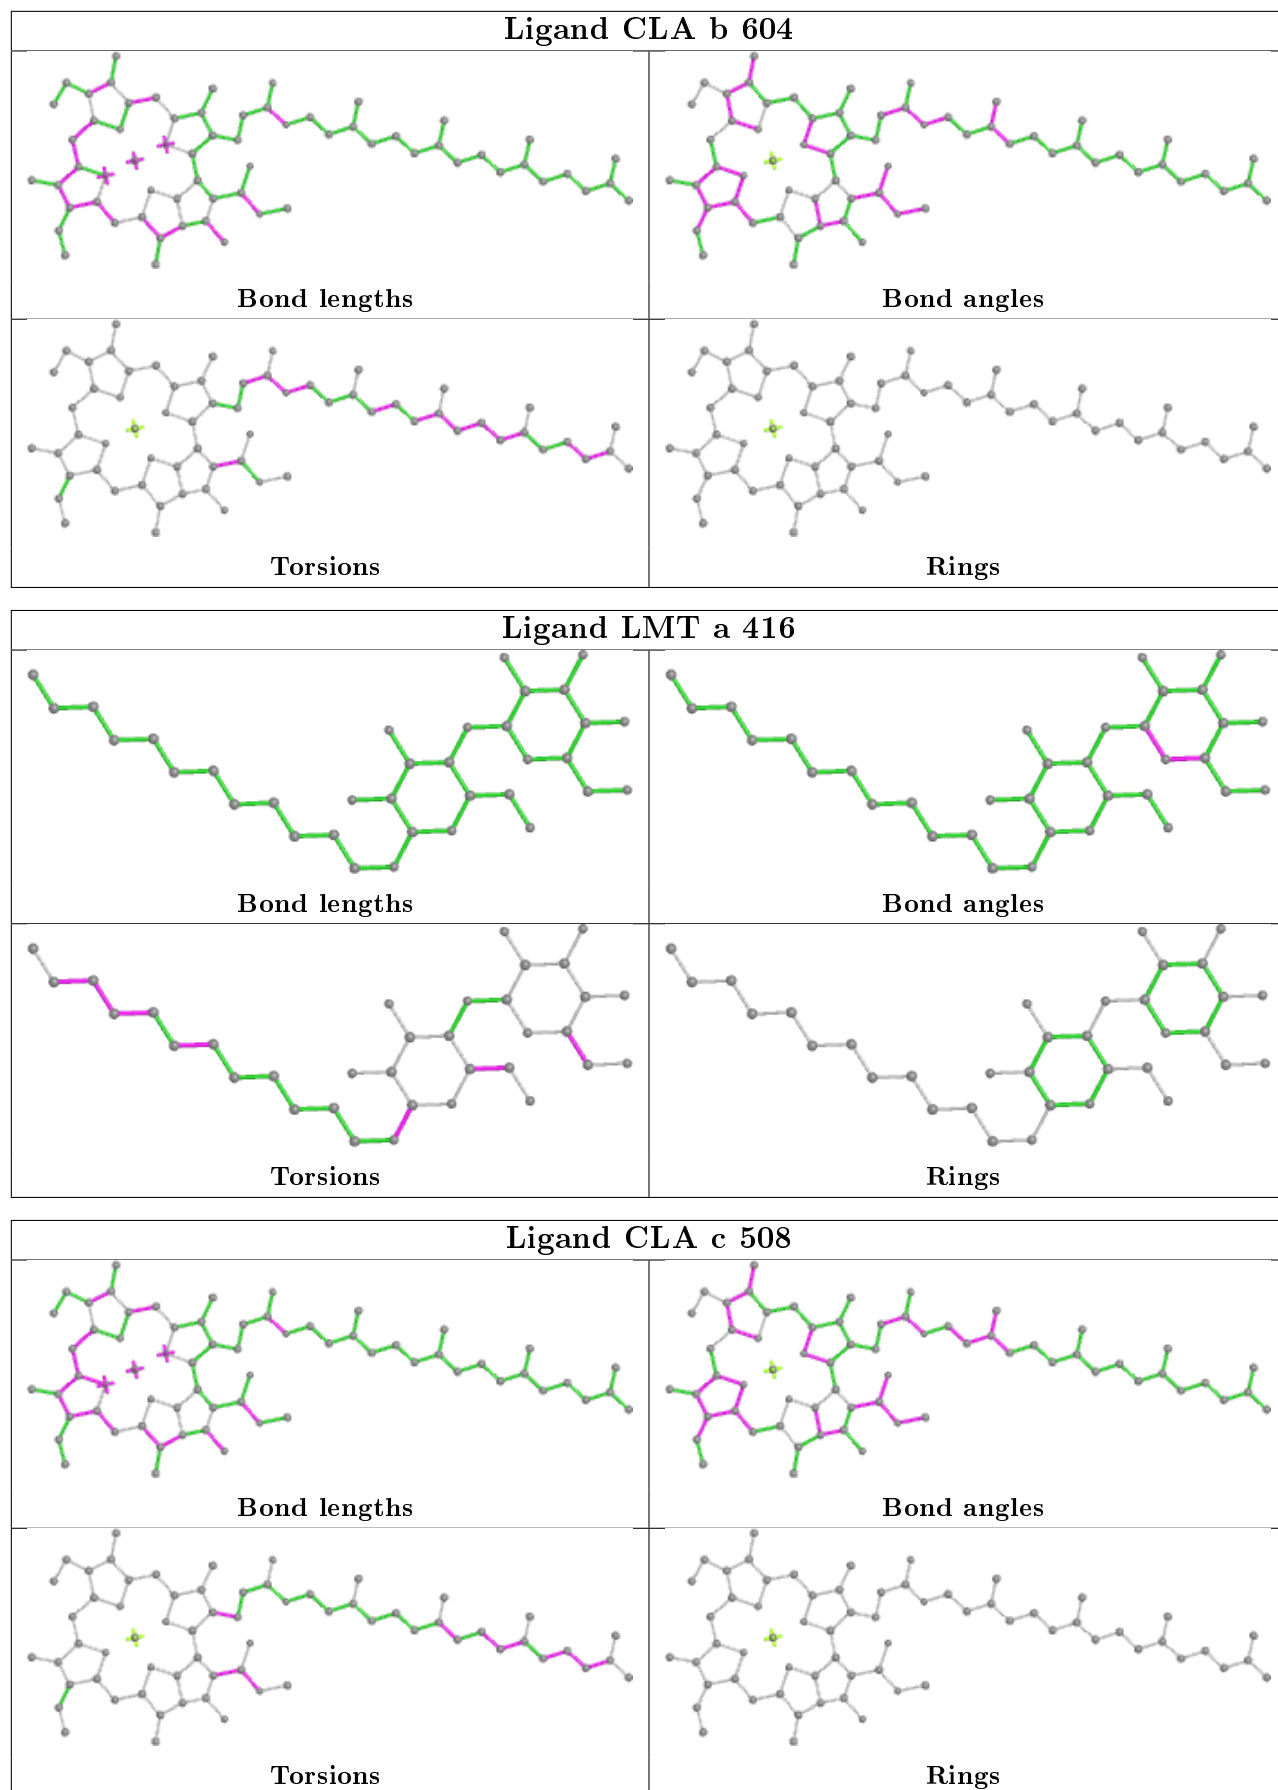 Ligand CLA b 604
Bond lengths
Bond angles
Torsions
Rings
Ligand LMT a 416
Bond lengths
Bond angles
Torsions
Rings
Ligand CLA c 508
Bond lengths
Bond angles
Torsions
Rings